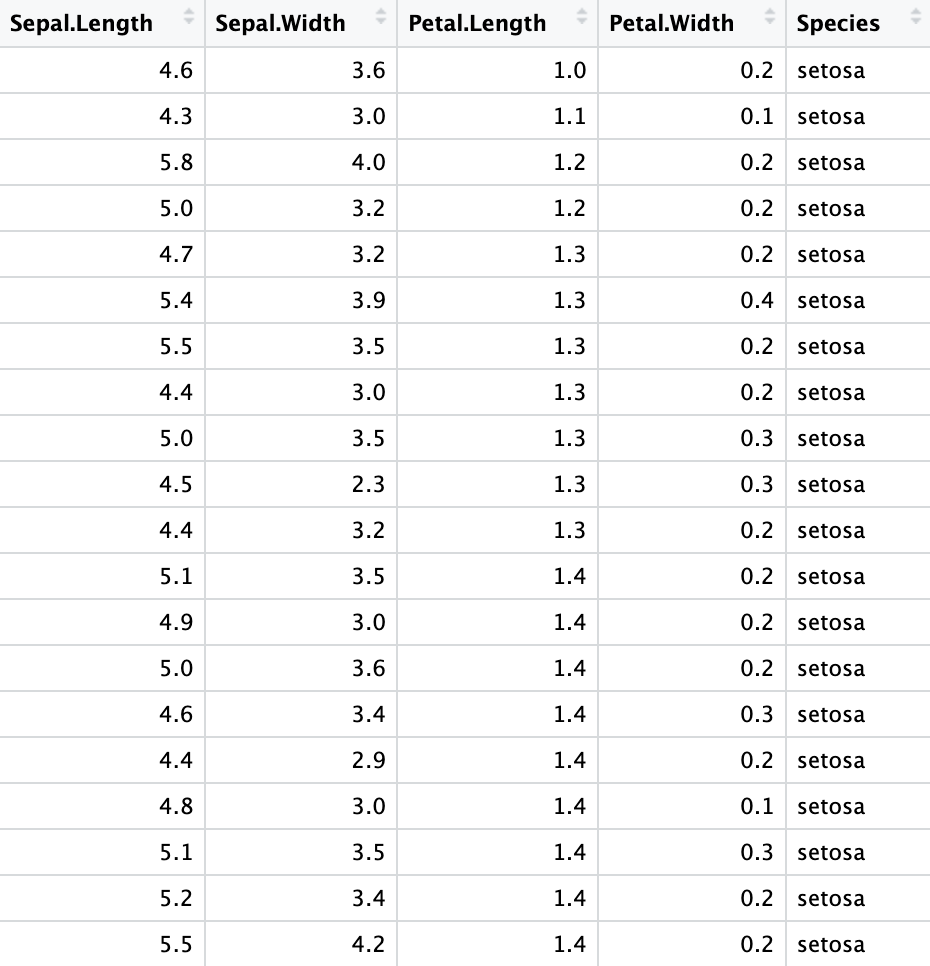 Sepal.Length Sepal.Width Petal.Length Petal.Width Species
4.6 3.6 1.0 0.2 setosa
4.3 3.0 1.1 0.1 setosa
5.8 4.0 1.2 0.2 setosa
5.0 3.2 1.2 0.2 setosa
4.7 3.2 1.3 0.2 setosa
5.4 3.9 1.3 0.4 setosa
5.5 3.5 1.3 0.2 setosa
4.4 3.0 1.3 0.2 setosa
5.0 3.5 1.3 0.3 setosa
4.5 2.3 1.3 0.3 setosa
4.4 3.2 1.3 0.2 setosa
5.1 3.5 1.4 0.2 setosa
4.9 3.0 1.4 0.2 setosa
5.0 3.6 1.4 0.2 setosa
4.6 3.4 1.4 0.3 setosa
4.4 2.9 1.4 0.2 setosa
4.8 3.0 1.4 0.1 setosa
5.1 3.5 1.4 0.3 setosa
5.2 3.4 1.4 0.2 setosa
5.5 4.2 1.4 0.2 setosa